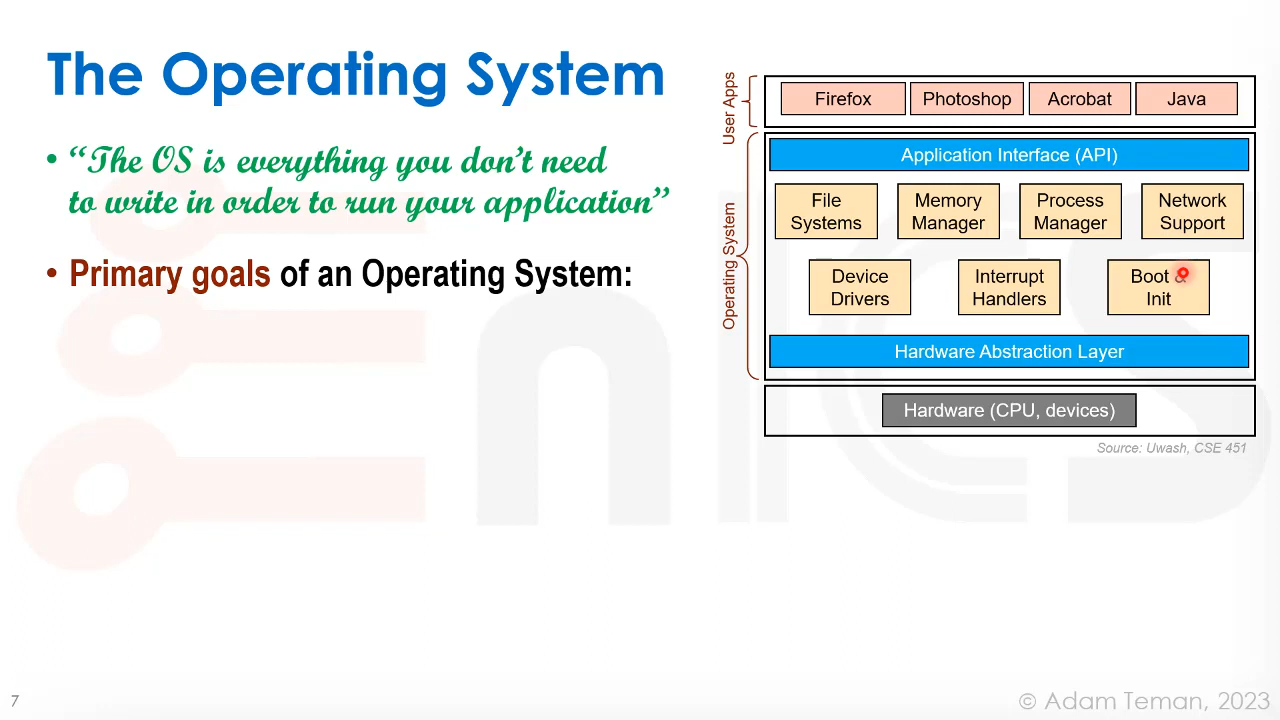 The Operating System
• “The OS is everything you don’t need
to write in order to run your application”
• Primary goals of an Operating System:
User Apps
Firefox
Photoshop
Acrobat
Java
Operating System
Application Interface (API)
File
Systems
Memory
Manager
Process
Manager
Network
Support
Device
Drivers
Interrupt
Handlers
Boot &
Init
Hardware Abstraction Layer
Hardware (CPU, devices)
Source: Uwash, CSE 451
enics
7
© Adam Teman, 2023